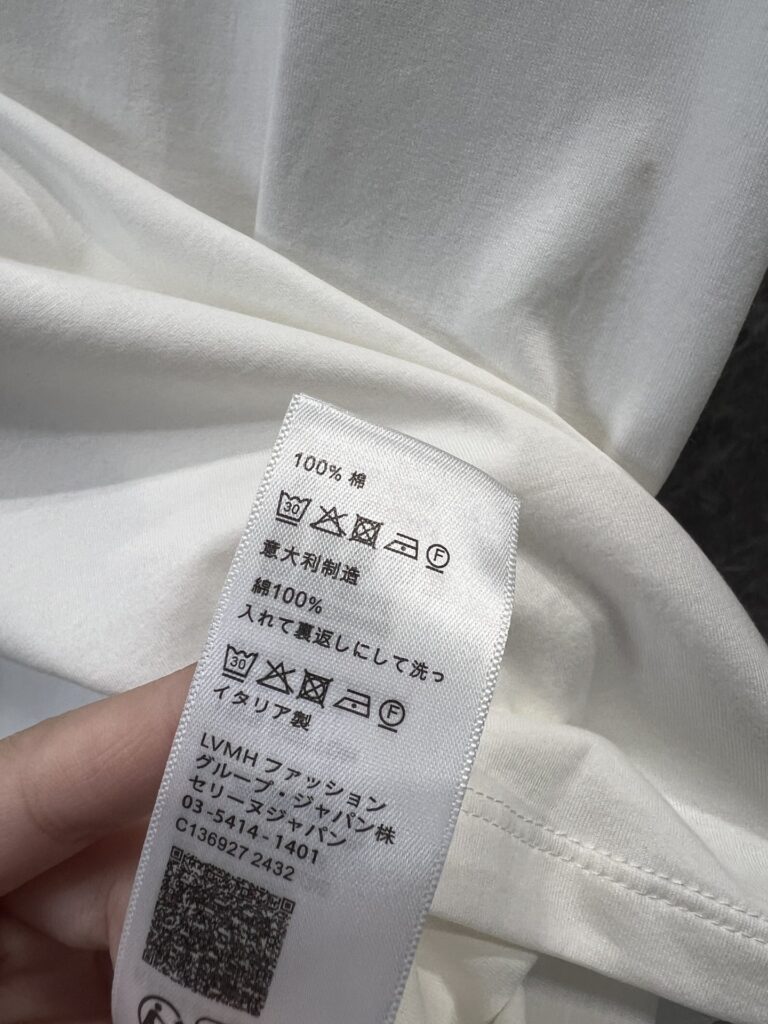 100% 棉
30 F
意大利制造
綿100%
入れて裏返しにして洗っ
30 F
イタリア製
LVMH ファッション
グループ・ジャパン株
セリーヌジャパン
03 -5414 - 1401
C136927 2432